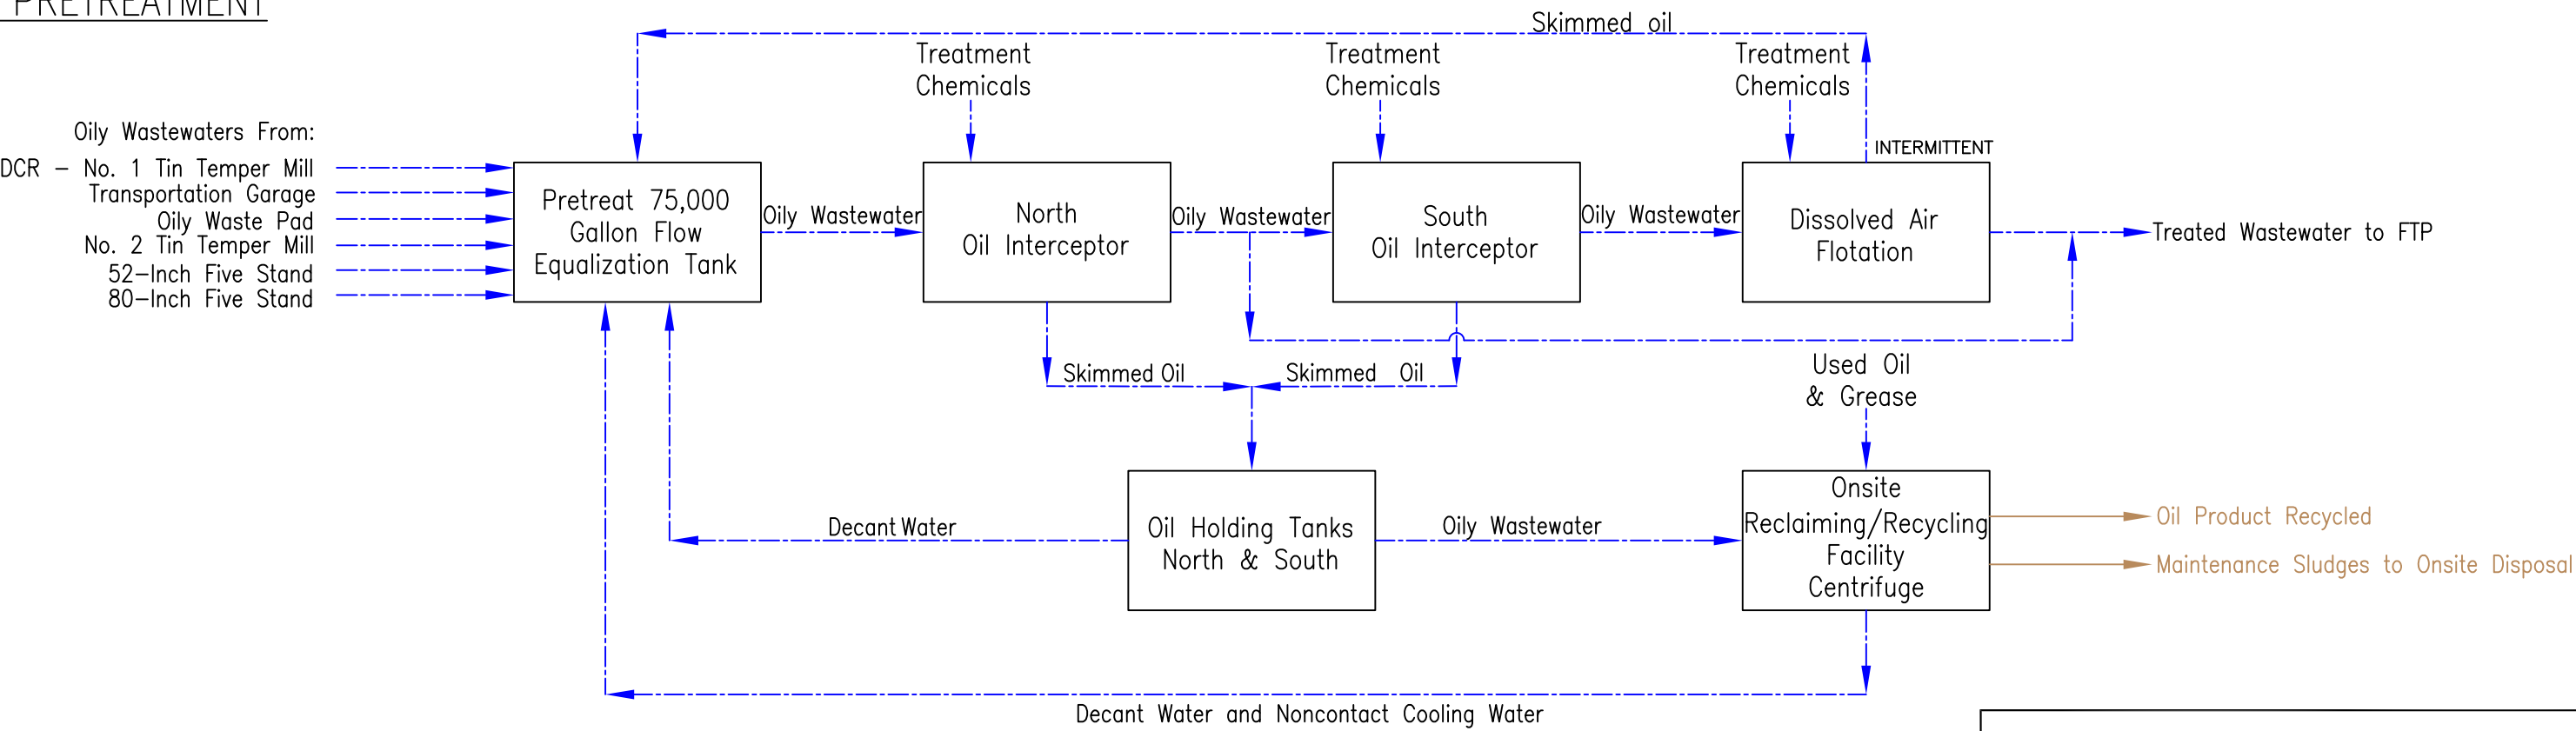 PRETREATMENT
Skimmed oil
Treatment
Chemicals
Treatment
Chemicals
Treatment
Chemicals
Oily Wastewaters From:
DCR - No. 1 Tin Temper Mill
Transportation Garage
Oily Waste Pad
No. 2 Tin Temper Mill
52-Inch Five Stand
80-Inch Five Stand
Pretreat 75,000
Gallon Flow
Equalization Tank
Oily Wastewater
North
Oil Interceptor
Oily Wastewater
South
Oil Interceptor
Oily Wastewater
INTERMITTENT
Dissolved Air
Flotation
Treated Wastewater to FTP
Skimmed Oil
Skimmed Oil
Used Oil
& Grease
Decant Water
Oil Holding Tanks
North & South
Oily Wastewater
Onsite
Reclaiming/Recycling
Facility
Centrifuge
Oil Product Recycled
Maintenance Sludges to Onsite Disposal
Decant Water and Noncontact Cooling Water